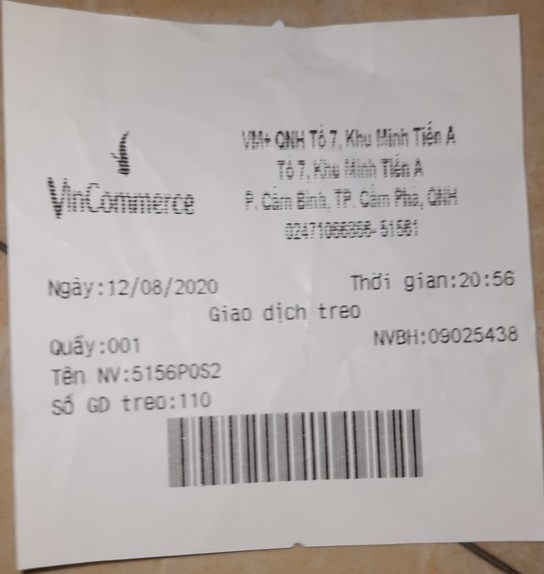 VinCommerce
VM+ QNH Tổ 7, Khu Minh Tiến A
Tổ 7, Khu Minh Tiến A
P. Cẩm Bình, TP. Cẩm Phả, QNH
Ngày:12/08/2020 Thời gian:20:56
Giao dịch treo
Quầy:001 NVBH:09025438
Tên NV:5156POS2
Số GD treo:110